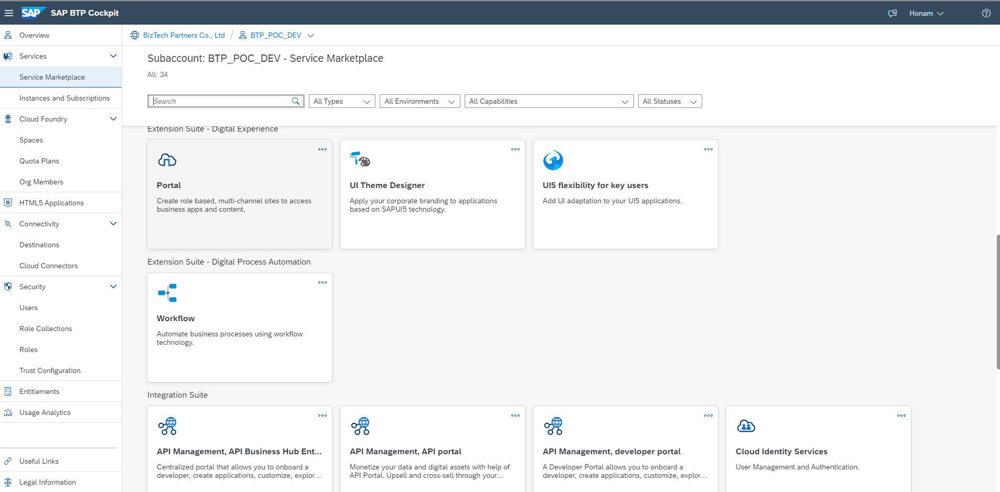 SAP SAP BTP Cockpit
Honam
Overview
Services
Service Marketplace
Instances and Subscriptions
Cloud Foundry
Spaces
Quota Plans
Org Members
HTML5 Applications
Connectivity
Destinations
Cloud Connectors
Security
Users
Role Collections
Roles
Trust Configuration
Entitlements
Usage Analytics
Useful Links
Legal Information
BizTech Partners Co., Ltd / BTP_POC_DEV
Subaccount: BTP_POC_DEV - Service Marketplace
All: 34
Search
All Types
All Environments
All Capabilities
All Statuses
Extension Suite - Digital Experience
Portal
Create role based, multi-channel sites to access
business apps and content.
UI Theme Designer
Apply your corporate branding to applications
based on SAPUI5 technology.
UI5 flexibility for key users
Add UI adaptation to your UI5 applications.
Extension Suite - Digital Process Automation
Workflow
Automate business processes using workflow
technology.
Integration Suite
API Management, API Business Hub Ent...
Centralized portal that allows you to onboard a
developer, create applications, customize, explor...
API Management, API portal
Monetize your data and digital assets with help of
API Portal. Upsell and cross-sell through your...
API Management, developer portal
A Developer Portal allows you to onboard a
developer, create applications, customize, explor...
Cloud Identity Services
User Management and Authentication.